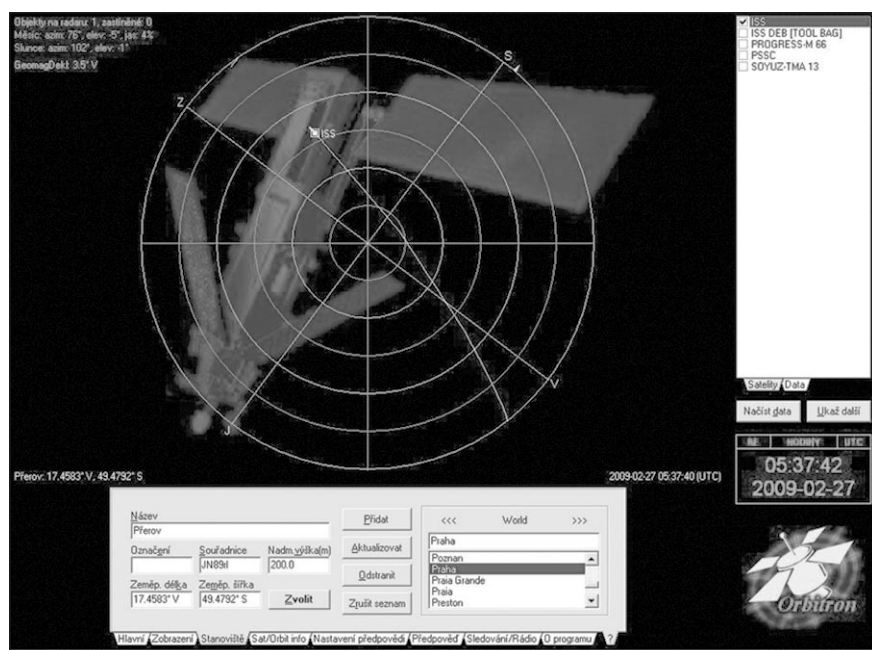 Objekty na radaru: 1, zastíněné: 0
Měsíc: azim: 76°, elev: -5°, jas: 4%
Slunce: azim: 102°, elev: -1°
GeomagDekl: 3.5° V
S
Z
ISS
V
J
ISS
ISS DEB [TOOL BAG]
PROGRESS-M 66
PSSC
SOYUZ-TMA 13
Satelity Data
Načíst data Ukaž další
HODINY UTC
05:37:42
2009-02-27
Přerov: 17.4583° V, 49.4792° S 2009-02-27 05:37:40 (UTC)
Název
Přerov
Označení Souřadnice Nadm.výška(m)
JN89rl 200.0
Zeměp. délka Zeměp. šířka
17.4583° V 49.4792° S Zvolit
Přidat
Aktualizovat
Odstranit
Zrušit seznam
<<< World >>>
Praha
Poznan
Praha
Praia Grande
Praia
Preston
Orbitron
Hlavní Zobrazení Stanoviště Sat/Orbit info Nastavení předpovědi Předpověď Sledování/Rádio O programu ?